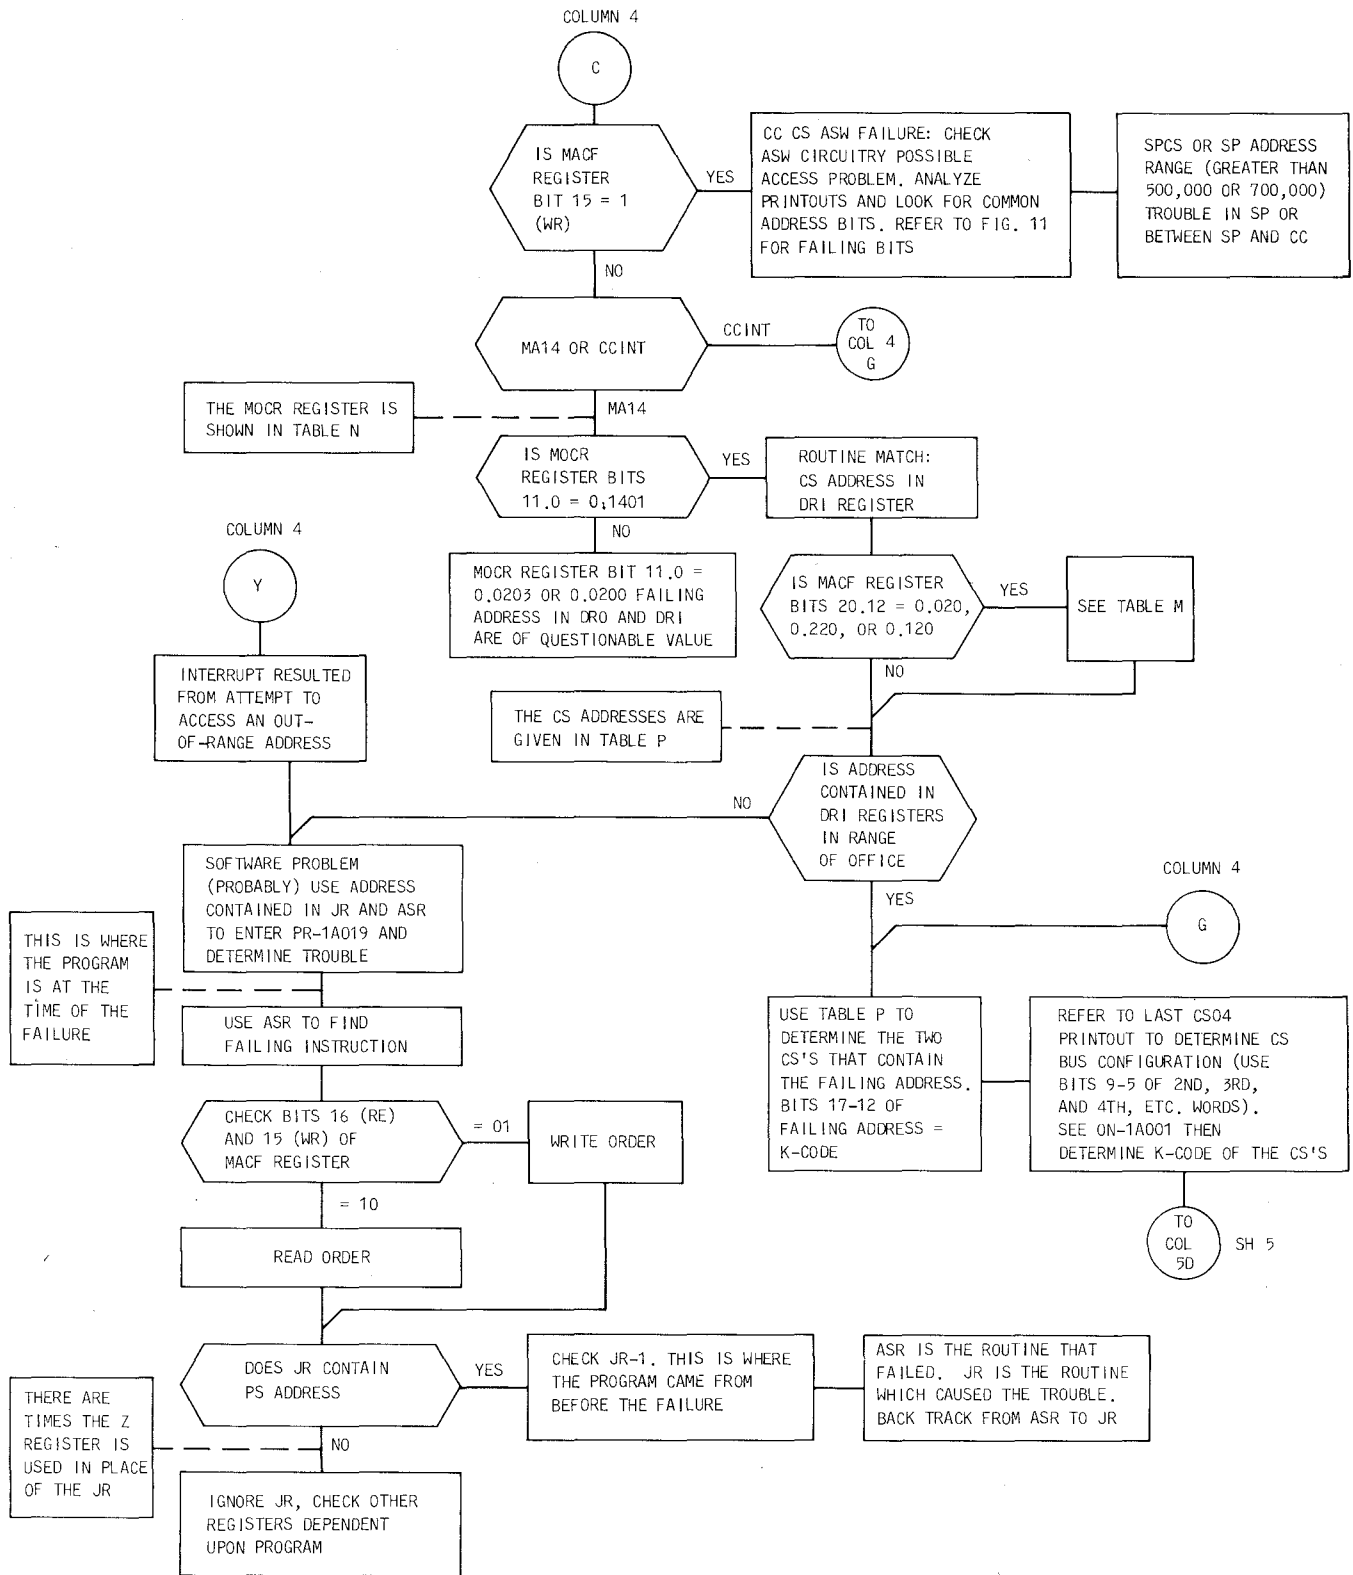 COLUMN 4
C
IS MACF
REGISTER
BIT 15 = 1
(WR)
YES
CC CS ASW FAILURE: CHECK
ASW CIRCUITRY POSSIBLE
ACCESS PROBLEM. ANALYZE
PRINTOUTS AND LOOK FOR COMMON
ADDRESS BITS. REFER TO FIG. 11
FOR FAILING BITS
SPCS OR SP ADDRESS
RANGE (GREATER THAN
500,000 OR 700,000)
TROUBLE IN SP OR
BETWEEN SP AND CC
NO
MA14 OR CCINT
CCINT
TO
COL 4
G
MA14
THE MOCR REGISTER IS
SHOWN IN TABLE N
IS MOCR
REGISTER BITS
11.0 = 0.1401
YES
ROUTINE MATCH:
CS ADDRESS IN
DRI REGISTER
NO
MOCR REGISTER BIT 11.0 =
0.0203 OR 0.0200 FAILING
ADDRESS IN DRO AND DRI
ARE OF QUESTIONABLE VALUE
IS MACF REGISTER
BITS 20.12 = 0.020,
0.220, OR 0.120
YES
SEE TABLE M
NO
COLUMN 4
Y
INTERRUPT RESULTED
FROM ATTEMPT TO
ACCESS AN OUT-
OF-RANGE ADDRESS
THE CS ADDRESSES ARE
GIVEN IN TABLE P
IS ADDRESS
CONTAINED IN
DRI REGISTERS
IN RANGE
OF OFFICE
NO
YES
SOFTWARE PROBLEM
(PROBABLY) USE ADDRESS
CONTAINED IN JR AND ASR
TO ENTER PR-1A019 AND
DETERMINE TROUBLE
COLUMN 4
G
THIS IS WHERE
THE PROGRAM
IS AT THE
TIME OF THE
FAILURE
USE ASR TO FIND
FAILING INSTRUCTION
USE TABLE P TO
DETERMINE THE TWO
CS'S THAT CONTAIN
THE FAILING ADDRESS.
BITS 17-12 OF
FAILING ADDRESS =
K-CODE
REFER TO LAST CS04
PRINTOUT TO DETERMINE CS
BUS CONFIGURATION (USE
BITS 9-5 OF 2ND, 3RD,
AND 4TH, ETC. WORDS).
SEE ON-1A001 THEN
DETERMINE K-CODE OF THE CS'S
CHECK BITS 16 (RE)
AND 15 (WR) OF
MACF REGISTER
= 01
WRITE ORDER
= 10
READ ORDER
TO
COL
5D
SH 5
DOES JR CONTAIN
PS ADDRESS
YES
CHECK JR-1. THIS IS WHERE
THE PROGRAM CAME FROM
BEFORE THE FAILURE
ASR IS THE ROUTINE THAT
FAILED. JR IS THE ROUTINE
WHICH CAUSED THE TROUBLE.
BACK TRACK FROM ASR TO JR
THERE ARE
TIMES THE Z
REGISTER IS
USED IN PLACE
OF THE JR
NO
IGNORE JR, CHECK OTHER
REGISTERS DEPENDENT
UPON PROGRAM